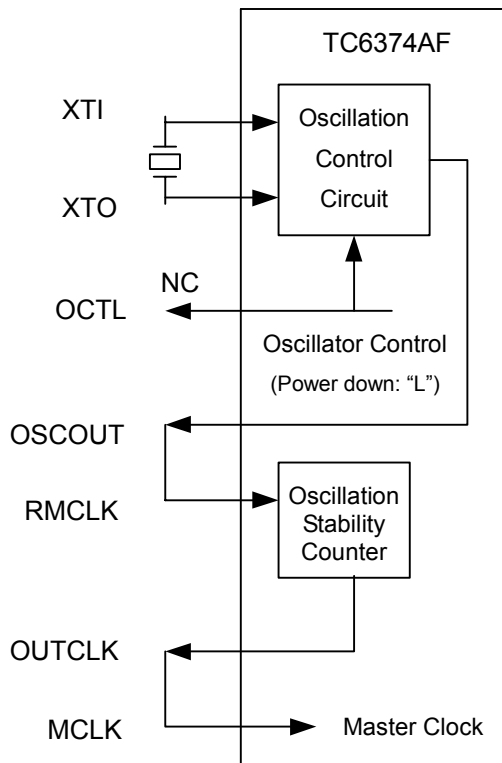 TC6374AF
XTI
Oscillation
Control
Circuit
XTO
NC
OCTL
Oscillator Control
(Power down: “L”)
OSCOUT
RMCLK
Oscillation
Stability
Counter
OUTCLK
MCLK
Master Clock